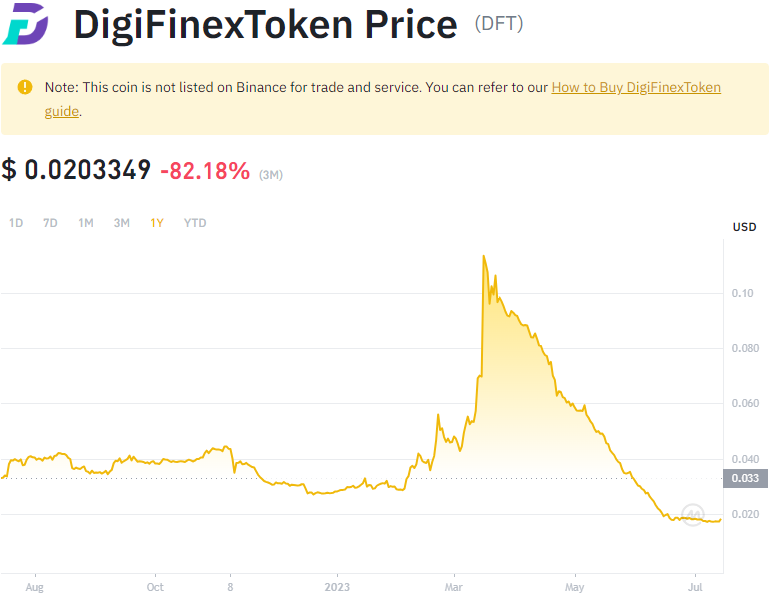 DigiFinexToken Price (DFT)
Note: This coin is not listed on Binance for trade and service. You can refer to our How to Buy DigiFinexToken
guide.
$ 0.0203349 -82.18% (3M)
1D 7D 1M 3M 1Y YTD
USD
0.10
0.080
0.060
0.040
0.033
0.020
Aug Oct 8 2023 Mar May Jul